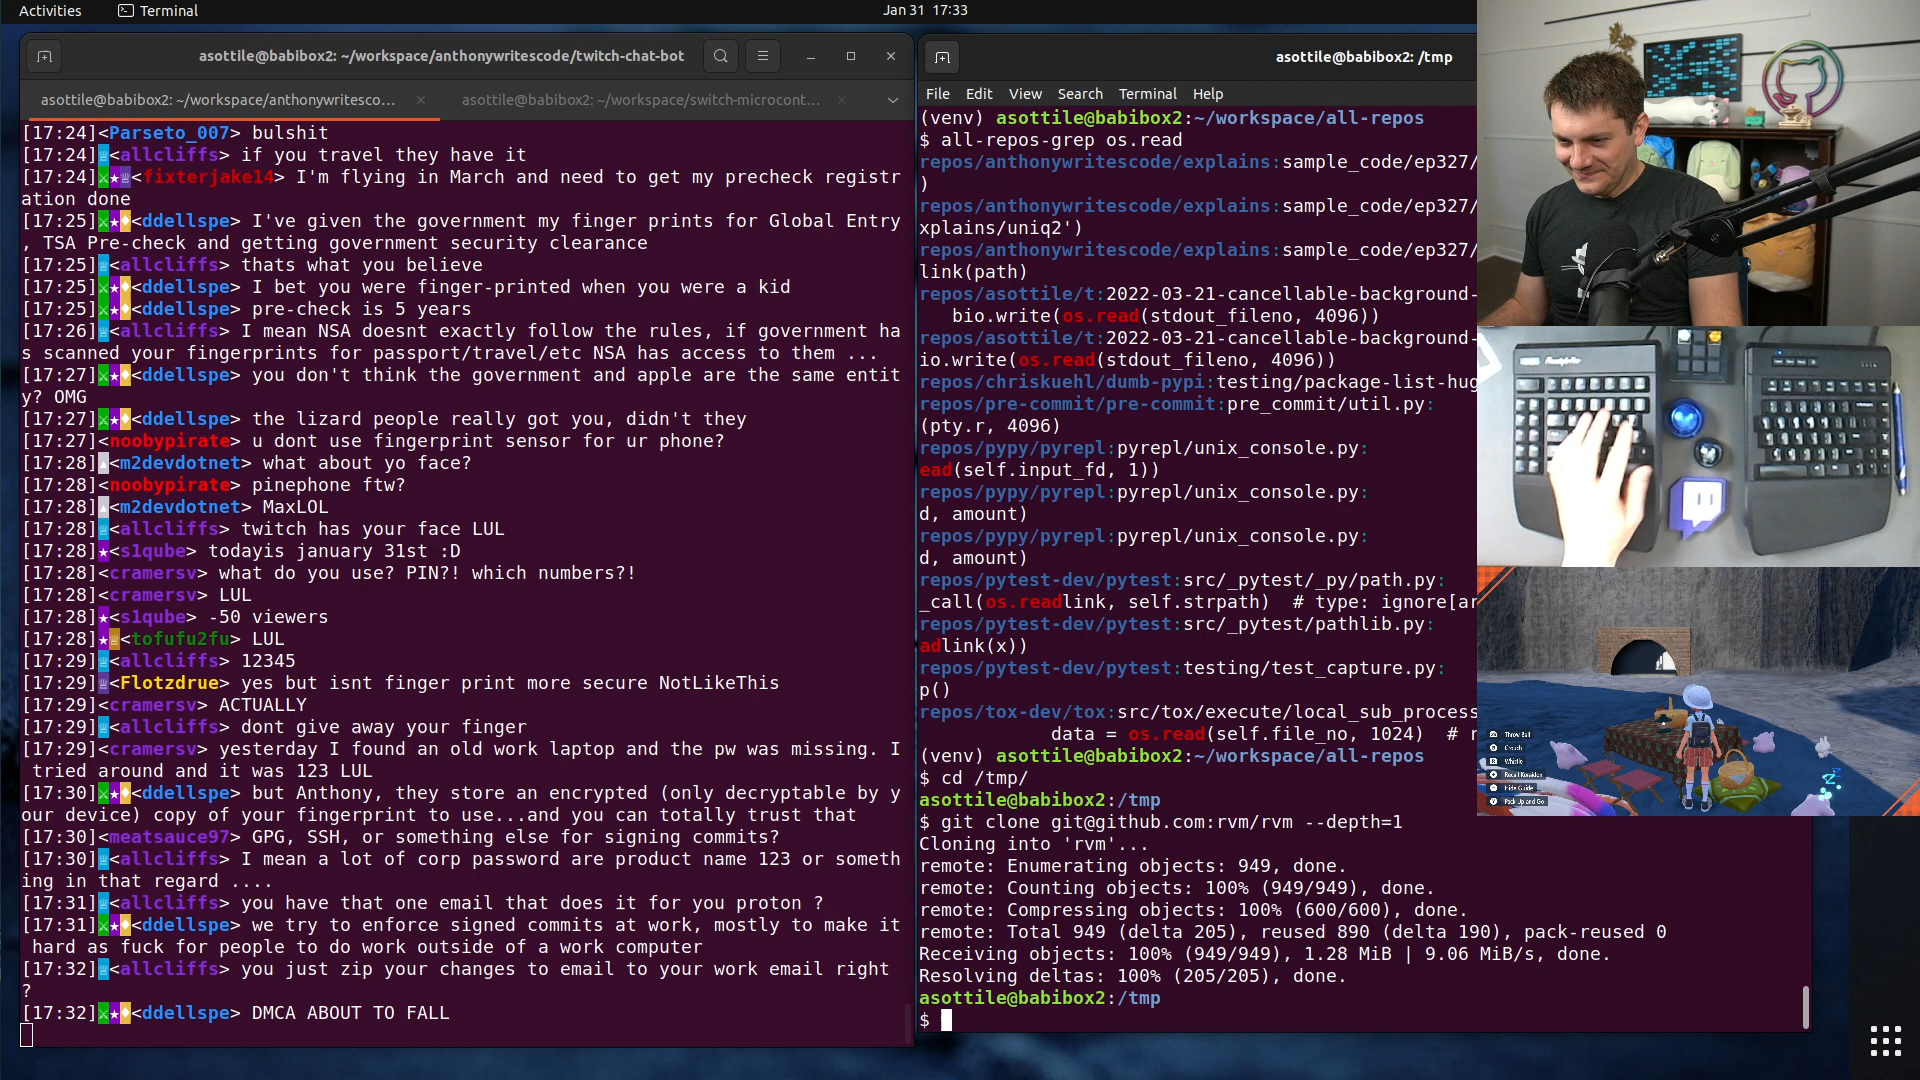 Activities
Terminal
Jan 31 17:33
asottile@babibox2: ~/workspace/anthonywritescode/twitch-chat-bot
asottile@babibox2: ~/workspace/anthonywritesco...
asottile@babibox2: ~/workspace/switch-microcont...
[17:24]<Parseto_007> bulshit
[17:24]<allcliffs> if you travel they have it
[17:24]<fixterjake14> I'm flying in March and need to get my precheck registr
ation done
[17:25]<ddellspe> I've given the government my finger prints for Global Entry
, TSA Pre-check and getting government security clearance
[17:25]<allcliffs> thats what you believe
[17:25]<ddellspe> I bet you were finger-printed when you were a kid
[17:25]<ddellspe> pre-check is 5 years
[17:26]<allcliffs> I mean NSA doesnt exactly follow the rules, if government ha
s scanned your fingerprints for passport/travel/etc NSA has access to them ...
[17:27]<ddellspe> you don't think the government and apple are the same entit
y? OMG
[17:27]<ddellspe> the lizard people really got you, didn't they
[17:27]<noobypirate> u dont use fingerprint sensor for ur phone?
[17:28]<m2devdotnet> what about yo face?
[17:28]<noobypirate> pinephone ftw?
[17:28]<m2devdotnet> MaxLOL
[17:28]<allcliffs> twitch has your face LUL
[17:28]<s1qube> todayis january 31st :D
[17:28]<cramersv> what do you use? PIN?! which numbers?!
[17:28]<cramersv> LUL
[17:28]<s1qube> -50 viewers
[17:28]<tofufu2fu> LUL
[17:29]<allcliffs> 12345
[17:29]<Flotzdrue> yes but isnt finger print more secure NotLikeThis
[17:29]<cramersv> ACTUALLY
[17:29]<allcliffs> dont give away your finger
[17:29]<cramersv> yesterday I found an old work laptop and the pw was missing. I
tried around and it was 123 LUL
[17:30]<ddellspe> but Anthony, they store an encrypted (only decryptable by y
our device) copy of your fingerprint to use...and you can totally trust that
[17:30]<meatsauce97> GPG, SSH, or something else for signing commits?
[17:30]<allcliffs> I mean a lot of corp password are product name 123 or someth
ing in that regard ....
[17:31]<allcliffs> you have that one email that does it for you proton ?
[17:31]<ddellspe> we try to enforce signed commits at work, mostly to make it
hard as fuck for people to do work outside of a work computer
[17:32]<allcliffs> you just zip your changes to email to your work email right
?
[17:32]<ddellspe> DMCA ABOUT TO FALL
asottile@babibox2: /tmp
File Edit View Search Terminal Help
(venv) asottile@babibox2:~/workspace/all-repos
$ all-repos-grep os.read
repos/anthonywritescode/explains:sample_code/ep327/
)
repos/anthonywritescode/explains:sample_code/ep327/
xplains/uniq2')
repos/anthonywritescode/explains:sample_code/ep327/
link(path)
repos/asottile/t:2022-03-21-cancellable-background-
bio.write(os.read(stdout_fileno, 4096))
repos/asottile/t:2022-03-21-cancellable-background-
io.write(os.read(stdout_fileno, 4096))
repos/chriskuehl/dumb-pypi:testing/package-list-hug
repos/pre-commit/pre-commit:pre_commit/util.py:
(pty.r, 4096)
repos/pypy/pyrepl:pyrepl/unix_console.py:
ead(self.input_fd, 1))
repos/pypy/pyrepl:pyrepl/unix_console.py:
d, amount)
repos/pypy/pyrepl:pyrepl/unix_console.py:
d, amount)
repos/pytest-dev/pytest:src/_pytest/_py/path.py:
_call(os.readlink, self.strpath)  # type: ignore[ar
repos/pytest-dev/pytest:src/_pytest/pathlib.py:
adlink(x))
repos/pytest-dev/pytest:testing/test_capture.py:
p()
repos/tox-dev/tox:src/tox/execute/local_sub_process
data = os.read(self.file_no, 1024)  # r
(venv) asottile@babibox2:~/workspace/all-repos
$ cd /tmp/
asottile@babibox2:/tmp
$ git clone git@github.com:rvm/rvm --depth=1
Cloning into 'rvm'...
remote: Enumerating objects: 949, done.
remote: Counting objects: 100% (949/949), done.
remote: Compressing objects: 100% (600/600), done.
remote: Total 949 (delta 205), reused 890 (delta 190), pack-reused 0
Receiving objects: 100% (949/949), 1.28 MiB | 9.06 MiB/s, done.
Resolving deltas: 100% (205/205), done.
asottile@babibox2:/tmp
$
Throw Ball
Crouch
Whistle
Recall Koraidon
Hide Guide
Pack Up and Go